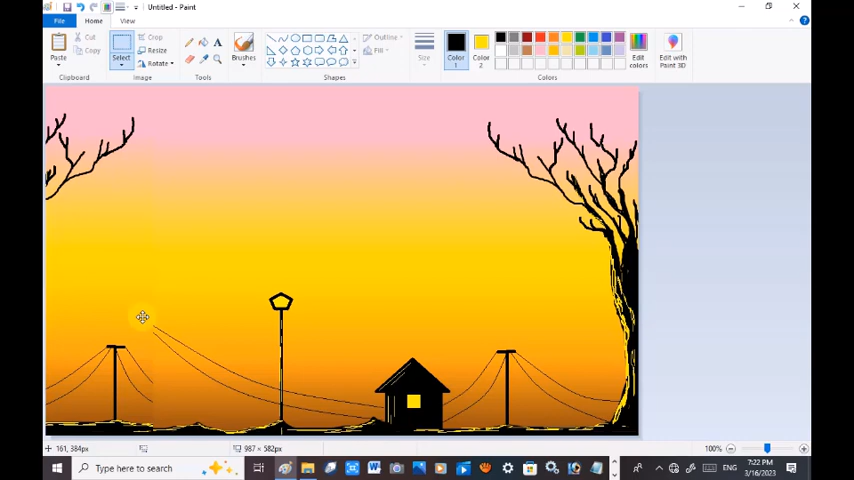 Untitled - Paint
File
Home
View
Paste
Cut
Copy
Clipboard
Select
Crop
Resize
Rotate
Image
Tools
Brushes
Shapes
Outline
Fill
Size
Color
1
Color
2
Edit
colors
Edit with
Paint 3D
Colors
161, 384px
987 × 582px
100%
Type here to search
ENG
7:22 PM
3/16/2023